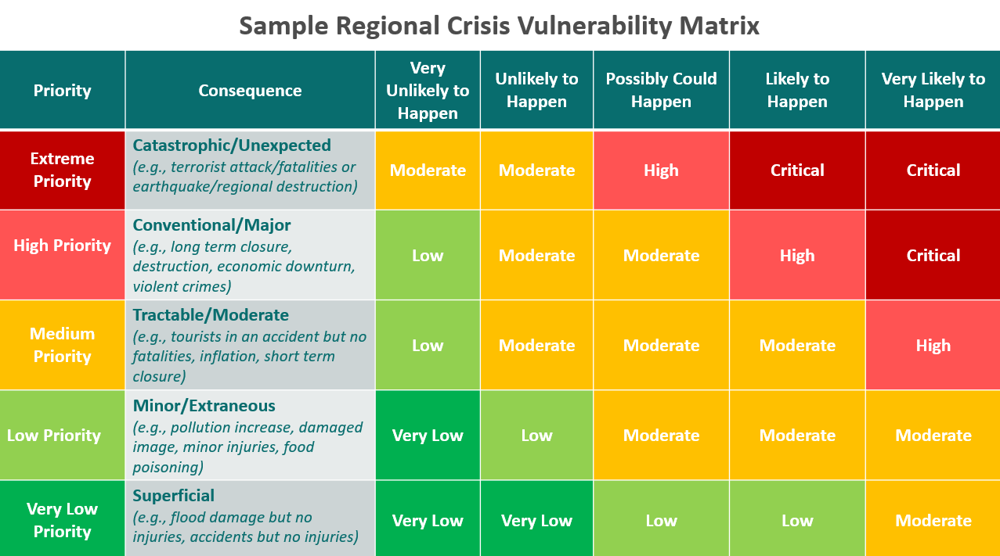 Sample Regional Crisis Vulnerability Matrix
Priority
Consequence
Very
Unlikely to
Happen
Unlikely to
Happen
Possibly Could
Happen
Likely to
Happen
Very Likely to
Happen
Extreme
Priority
Catastrophic/Unexpected
(e.g., terrorist attack/fatalities or
earthquake/regional destruction)
Moderate
Moderate
High
Critical
Critical
High Priority
Conventional/Major
(e.g., long term closure,
destruction, economic downturn,
violent crimes)
Low
Moderate
Moderate
High
Critical
Medium
Priority
Tractable/Moderate
(e.g., tourists in an accident but no
fatalities, inflation, short term
closure)
Low
Moderate
Moderate
Moderate
High
Low Priority
Minor/Extraneous
(e.g., pollution increase, damaged
image, minor injuries, food
poisoning)
Very Low
Low
Moderate
Moderate
Moderate
Very Low
Priority
Superficial
(e.g., flood damage but no
injuries, accidents but no injuries)
Very Low
Very Low
Low
Low
Moderate